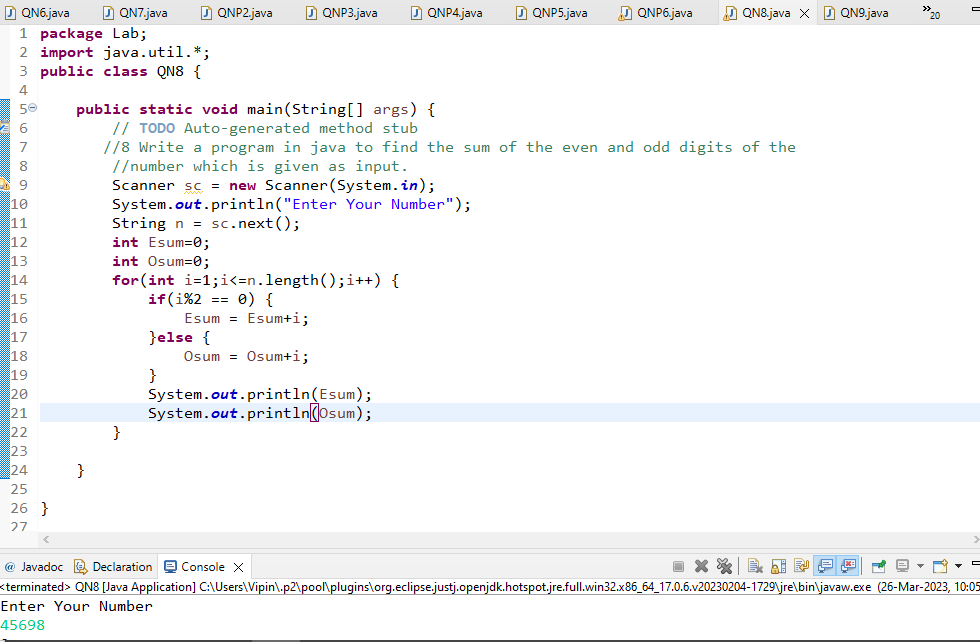 QN6.java QN7.java QNP2.java QNP3.java QNP4.java QNP5.java QNP6.java QN8.java QN9.java 20
1 package Lab;
2 import java.util.*;
3 public class QN8 {
4
5 public static void main(String[] args) {
6 // TODO Auto-generated method stub
7 //8 Write a program in java to find the sum of the even and odd digits of the
8 //number which is given as input.
9 Scanner sc = new Scanner(System.in);
10 System.out.println("Enter Your Number");
11 String n = sc.next();
12 int Esum=0;
13 int Osum=0;
14 for(int i=1;i<=n.length();i++) {
15 if(i%2 == 0) {
16 Esum = Esum+i;
17 }else {
18 Osum = Osum+i;
19 }
20 System.out.println(Esum);
21 System.out.println(Osum);
22 }
23
24 }
25
26 }
27
@ Javadoc Declaration Console
<terminated> QN8 [Java Application] C:\Users\Vipin\.p2\pool\plugins\org.eclipse.justj.openjdk.hotspot.jre.full.win32.x86_64_17.0.6.v20230204-1729\jre\bin\javaw.exe (26-Mar-2023, 10:05
Enter Your Number
45698